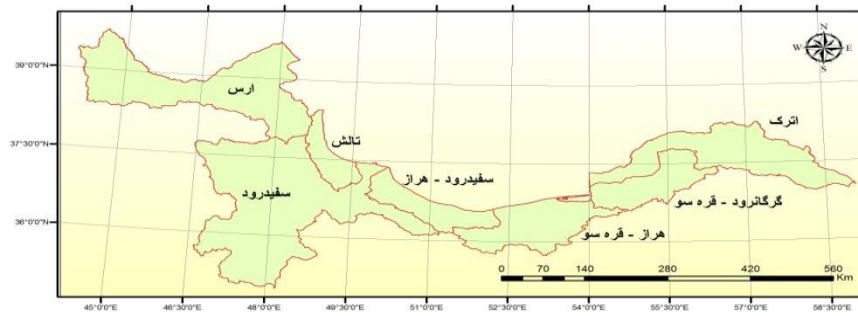 N
W E
S
39°0'0"N
37°30'0"N
36°0'0"N
ارس
اترک
تالش
سفیدرود - هراز
سفیدرود
گرگانرود - قره سو
هراز - قره سو
0 70 140 280 420 560
Km
45°0'0"E 46°30'0"E 48°0'0"E 49°30'0"E 51°0'0"E 52°30'0"E 54°0'0"E 55°30'0"E 57°0'0"E 58°30'0"E